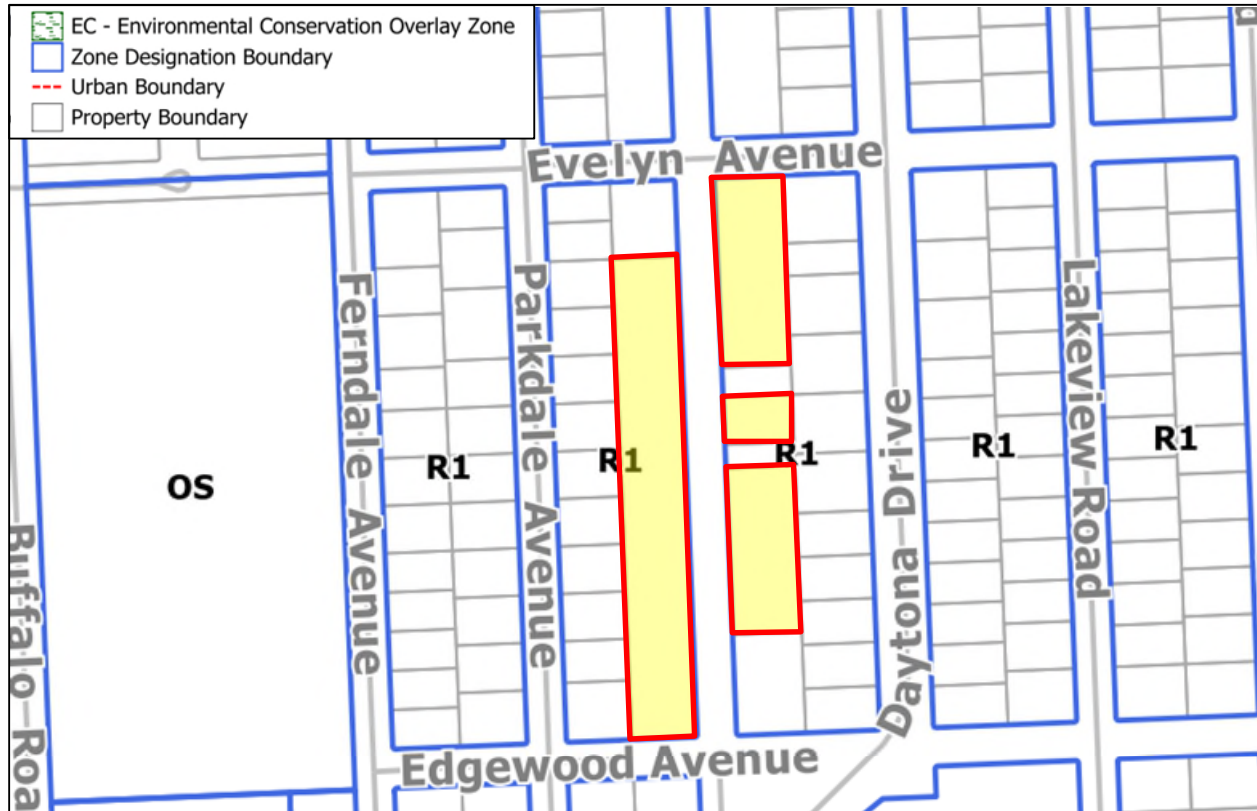 EC - Environmental Conservation Overlay Zone
Zone Designation Boundary
Urban Boundary
Property Boundary
Evelyn Avenue
Ferndale Avenue
Parkdale Avenue
Lakeview Road
Daytona Drive
R1
R1
R1
R1
R1
OS
Buffalo Roa
Edgewood Avenue